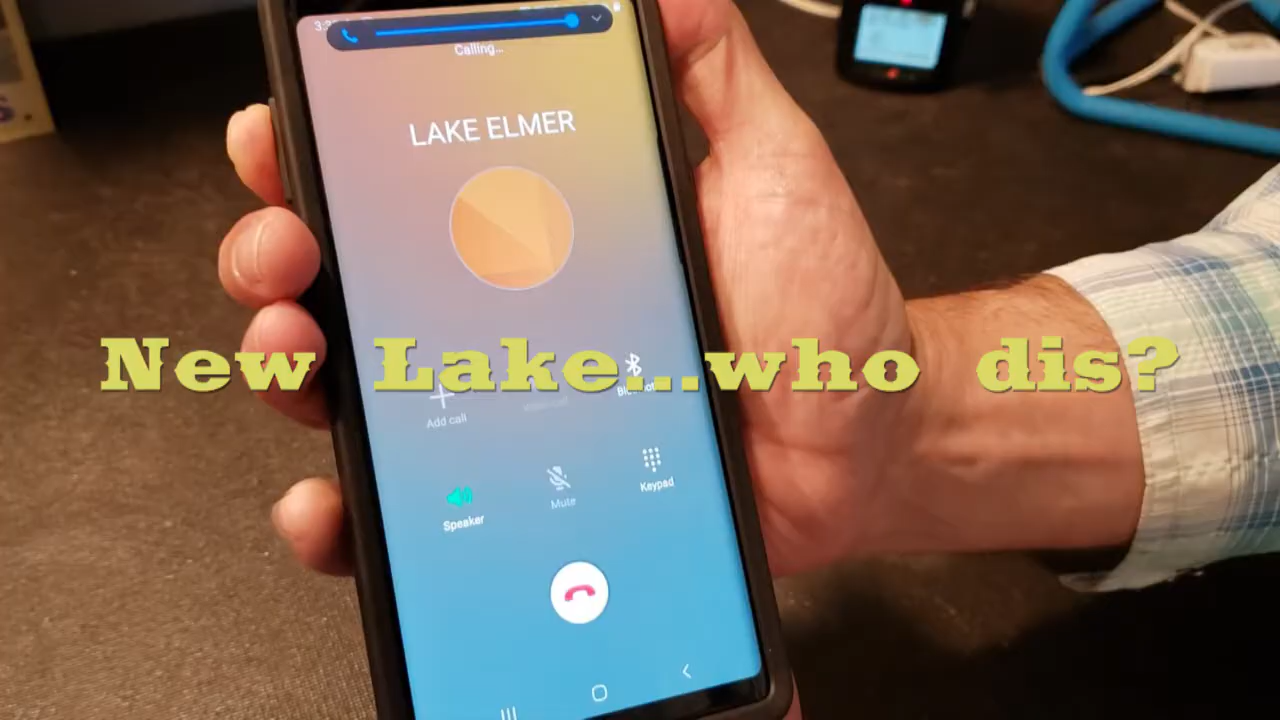 Calling...
LAKE ELMER
New Lake...who dis?
Add call
Speaker
Mute
Keypad